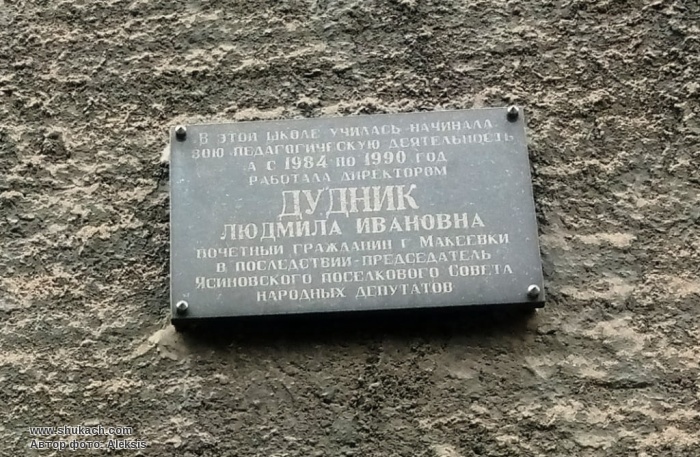 В этой школе училась начинала
свою педагогическую деятельность
а с 1984 по 1990 год
работала директором
ДУДНИК
ЛЮДМИЛА ИВАНОВНА
почетный гражданин г Макеевки
в последствии-председатель
Ясиновского поселкового Совета
народных депутатов
www.shukach.com
Автор фото: Aleksis